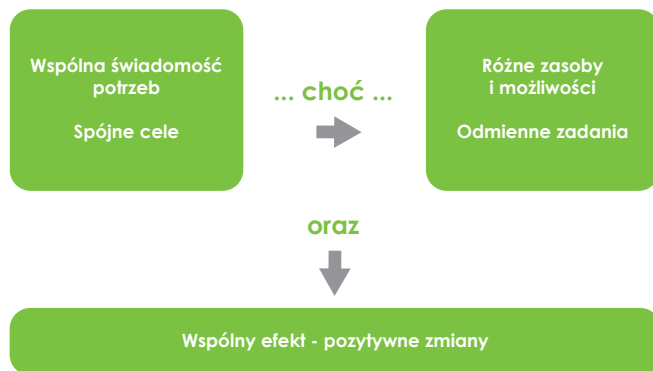 Wspólna świadomość
potrzeb
Spójne cele
... choć ...
Różne zasoby
i możliwości
Odmienne zadania
oraz
Wspólny efekt - pozytywne zmiany